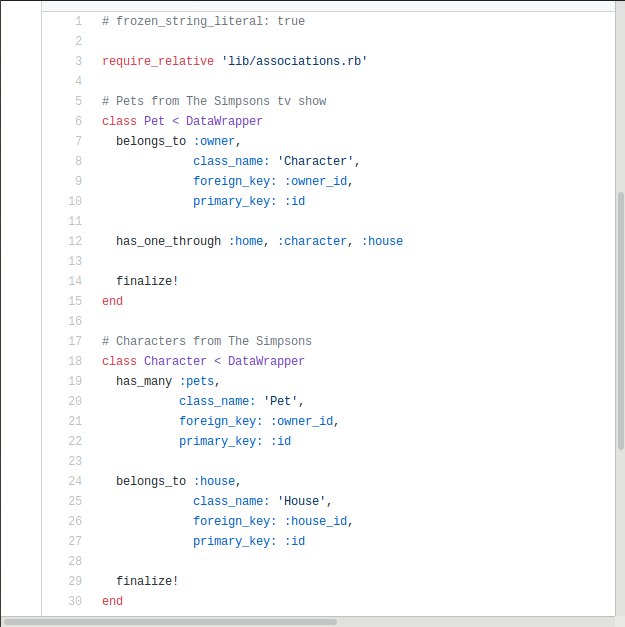 1 # frozen_string_literal: true
2
3 require_relative 'lib/associations.rb'
4
5 # Pets from The Simpsons tv show
6 class Pet < DataWrapper
7   belongs_to :owner,
8              class_name: 'Character',
9              foreign_key: :owner_id,
10              primary_key: :id
11
12   has_one_through :home, :character, :house
13
14   finalize!
15 end
16
17 # Characters from The Simpsons
18 class Character < DataWrapper
19   has_many :pets,
20            class_name: 'Pet',
21            foreign_key: :owner_id,
22            primary_key: :id
23
24   belongs_to :house,
25              class_name: 'House',
26              foreign_key: :house_id,
27              primary_key: :id
28
29   finalize!
30 end